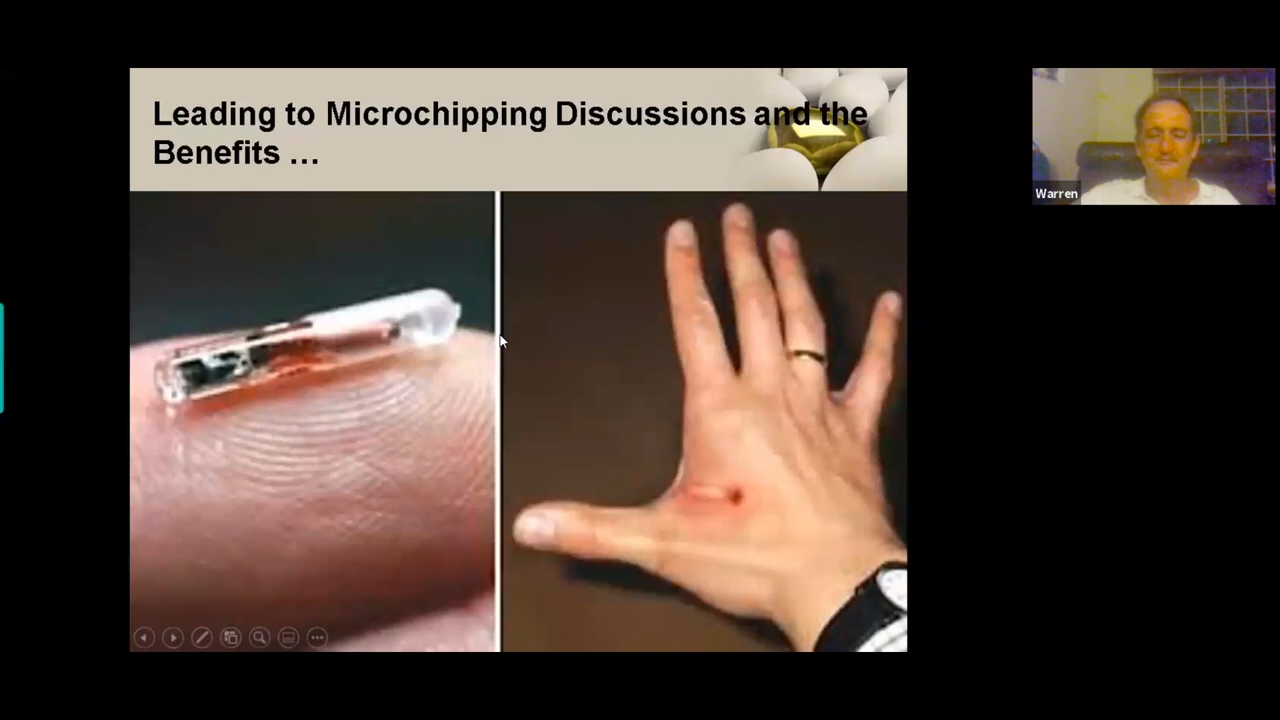 Leading to Microchipping Discussions and the
Benefits ...
Warren